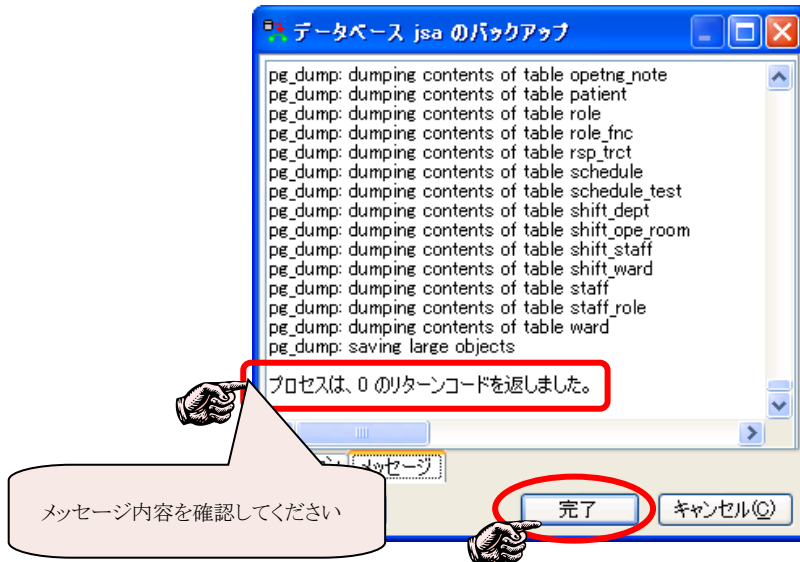 データベース jsa のバックアップ
pg_dump: dumping contents of table opetng_note
pg_dump: dumping contents of table patient
pg_dump: dumping contents of table role
pg_dump: dumping contents of table role_fnc
pg_dump: dumping contents of table rsp_trct
pg_dump: dumping contents of table schedule
pg_dump: dumping contents of table schedule_test
pg_dump: dumping contents of table shift_dept
pg_dump: dumping contents of table shift_ope_room
pg_dump: dumping contents of table shift_staff
pg_dump: dumping contents of table shift_ward
pg_dump: dumping contents of table staff
pg_dump: dumping contents of table staff_role
pg_dump: dumping contents of table ward
pg_dump: saving large objects
プロセスは、0 のリターンコードを返しました。
メッセージ
メッセージ内容を確認してください
完了 キャンセル(C)